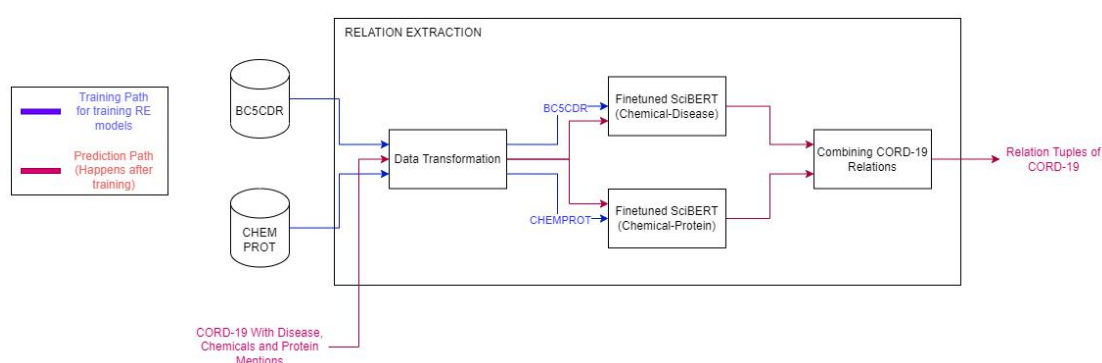 RELATION EXTRACTION
Training Path
for training RE
models
Prediction Path
(Happens after
training)
BC5CDR
CHEM
PROT
Data Transformation
BC5CDR
CHEMPROT
Finetuned SciBERT
(Chemical-Disease)
Finetuned SciBERT
(Chemical-Protein)
Combining CORD-19
Relations
Relation Tuples of
CORD-19
CORD-19 With Disease,
Chemicals and Protein
Mentions